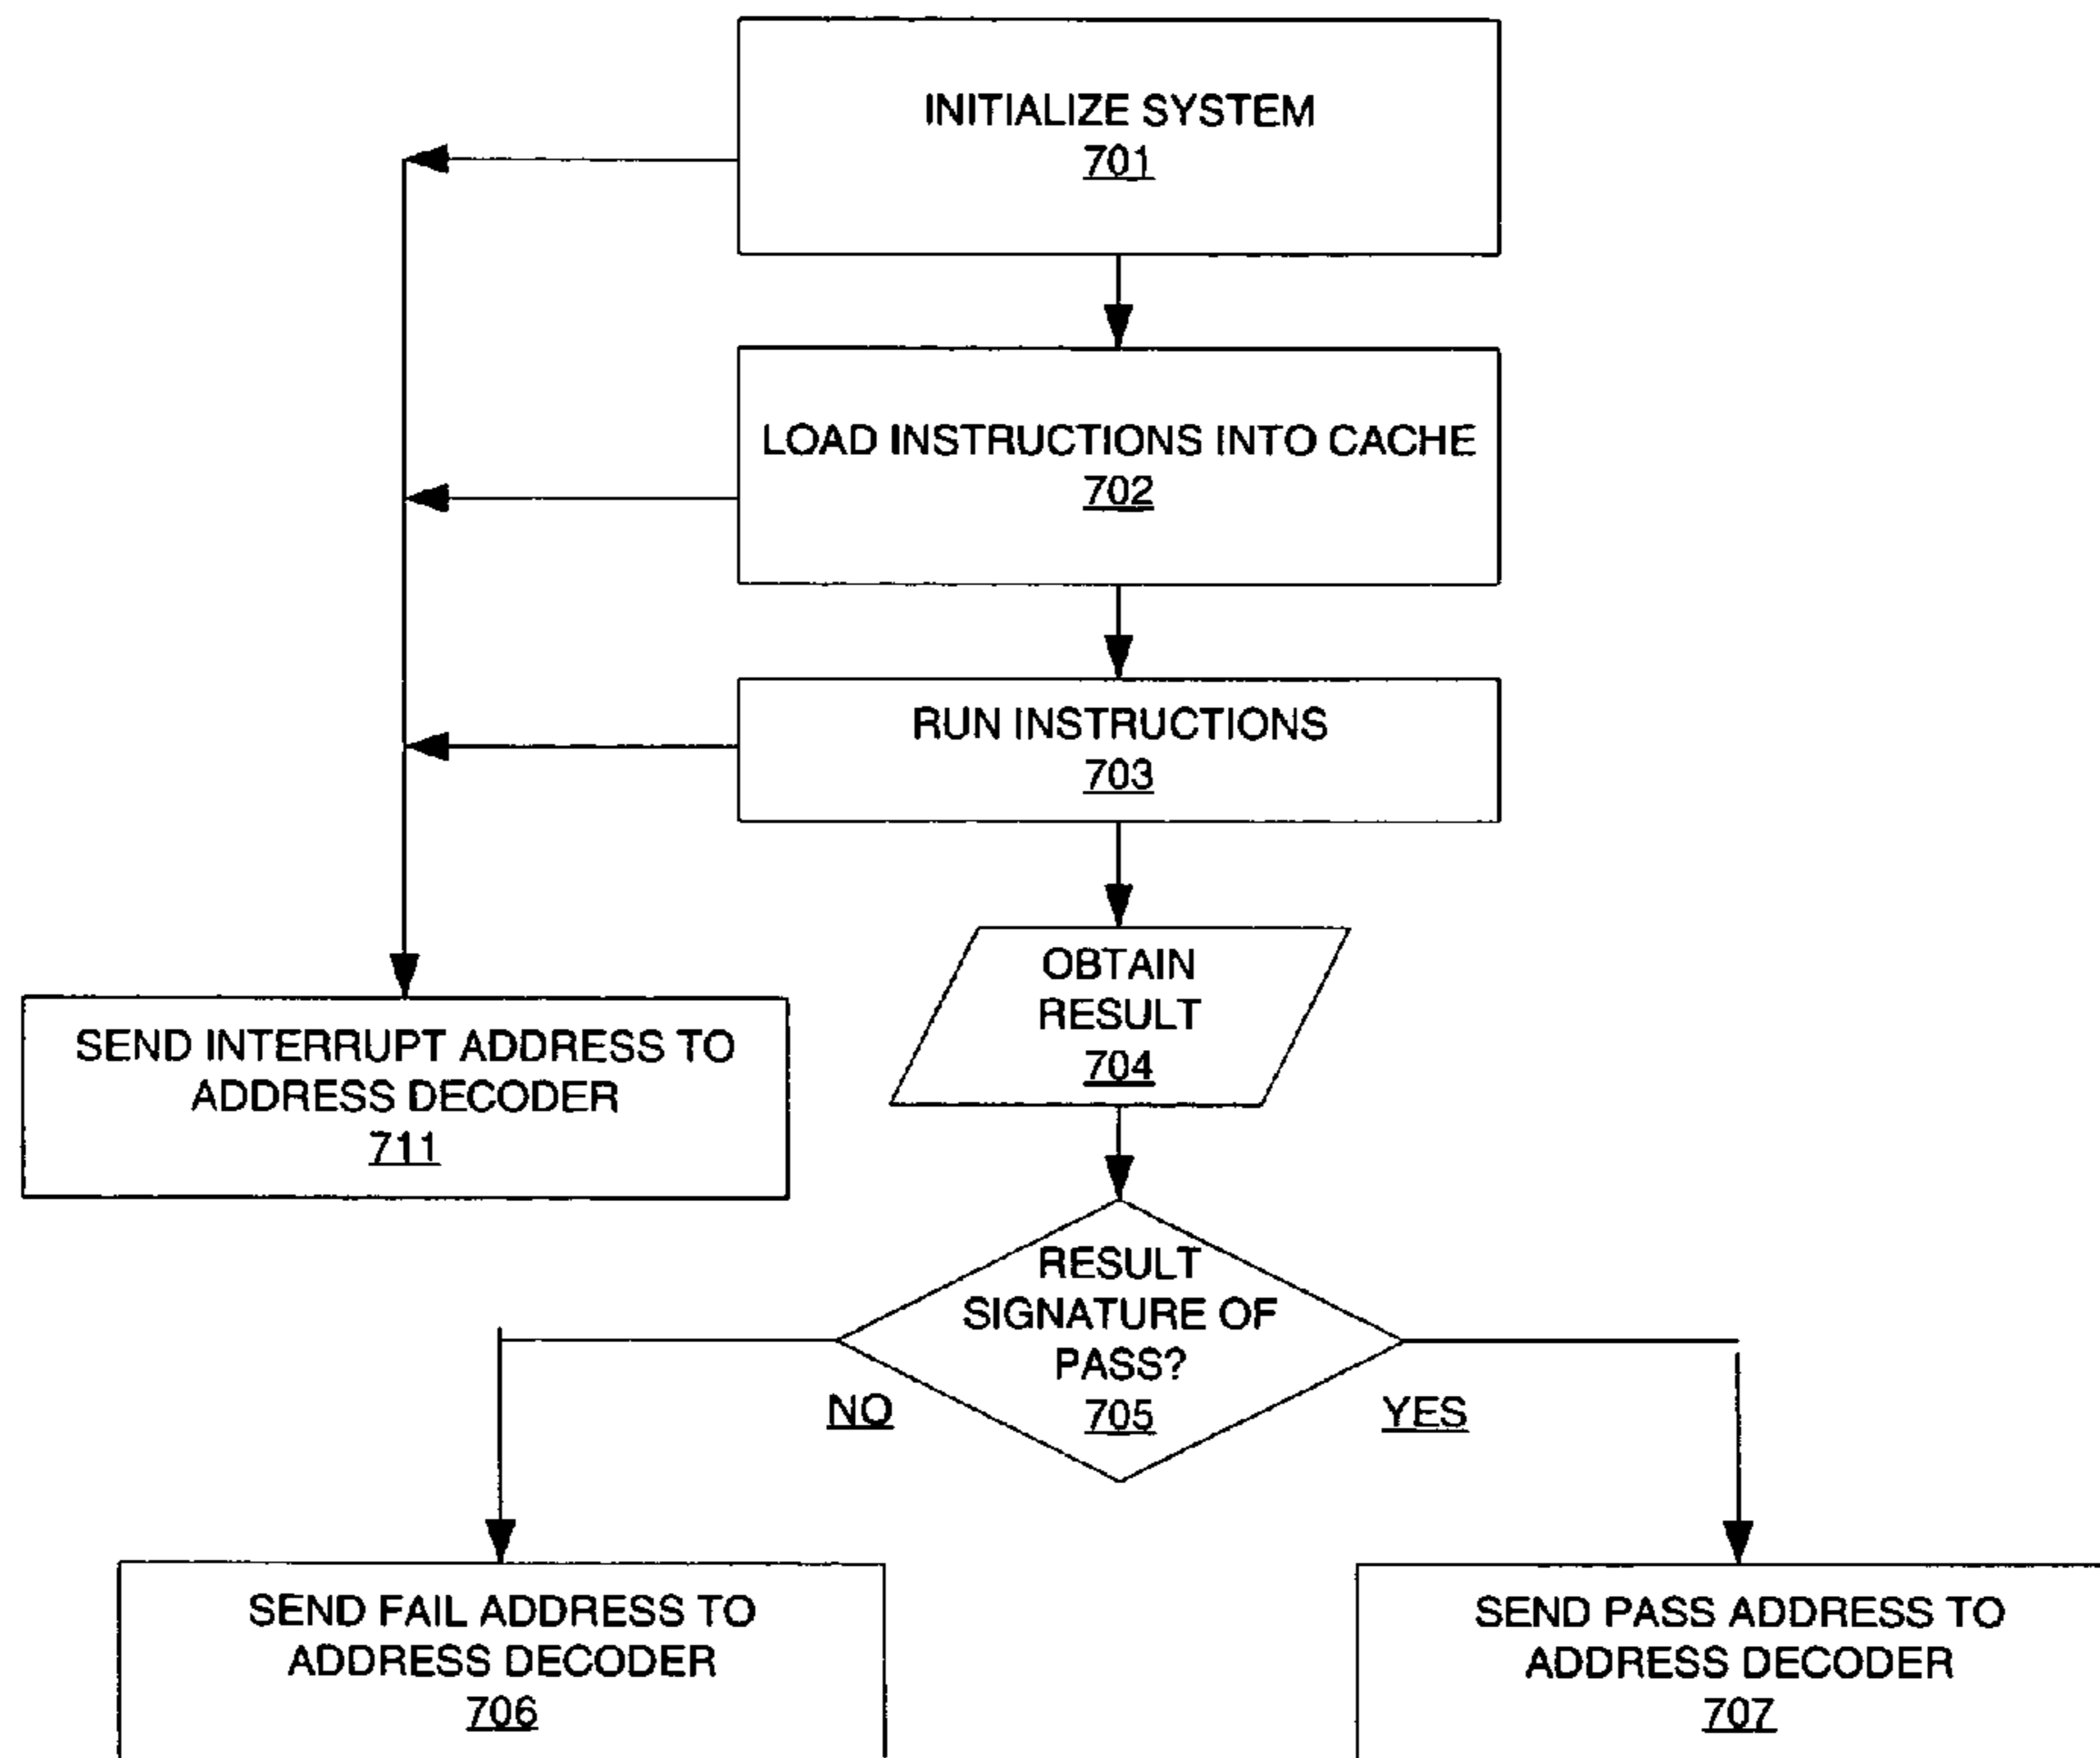 INITIALIZE SYSTEM
701
LOAD INSTRUCTIONS INTO CACHE
702
RUN INSTRUCTIONS
703
OBTAIN
RESULT
704
SEND INTERRUPT ADDRESS TO
ADDRESS DECODER
711
RESULT
SIGNATURE OF
PASS?
705
NO
YES
SEND FAIL ADDRESS TO
ADDRESS DECODER
706
SEND PASS ADDRESS TO
ADDRESS DECODER
707